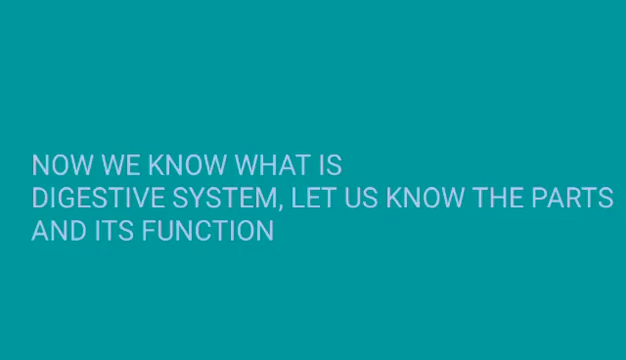 NOW WE KNOW WHAT IS
DIGESTIVE SYSTEM, LET US KNOW THE PARTS
AND ITS FUNCTION